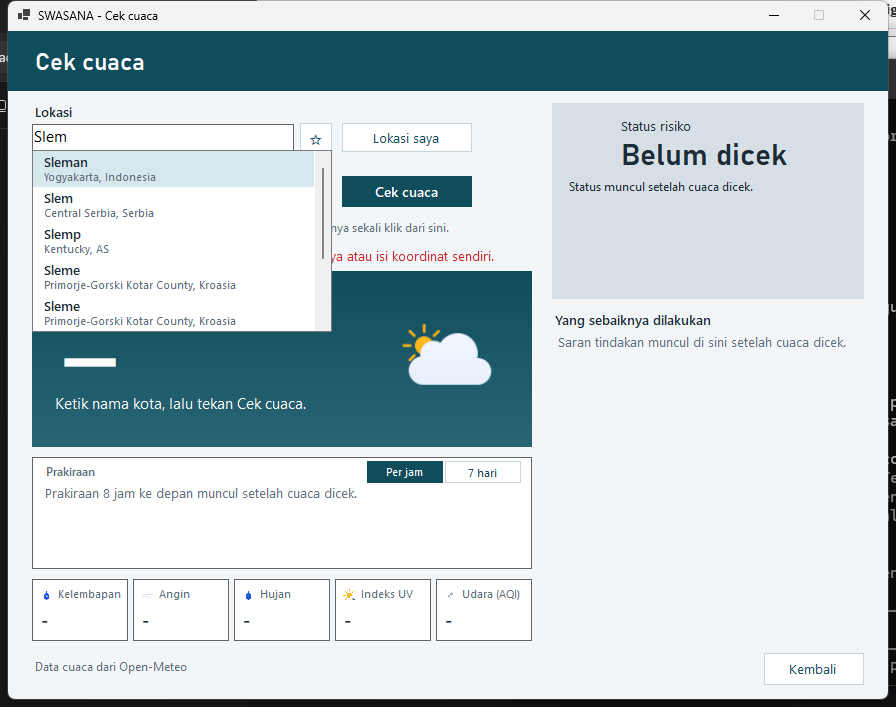 SWASANA - Cek cuaca
Cek cuaca
Lokasi
Slem
Lokasi saya
Sleman
Yogyakarta, Indonesia
Slem
Central Serbia, Serbia
Slemp
Kentucky, AS
Sleme
Primorje-Gorski Kotar County, Kroasia
Sleme
Primorje-Gorski Kotar County, Kroasia
Cek cuaca
sekali klik dari sini.
atau isi koordinat sendiri.
Ketik nama kota, lalu tekan Cek cuaca.
Prakiraan
Per jam
7 hari
Prakiraan 8 jam ke depan muncul setelah cuaca dicek.
Kelembapan
-
Angin
-
Hujan
-
Indeks UV
-
Udara (AQI)
-
Data cuaca dari Open-Meteo
Status risiko
Belum dicek
Status muncul setelah cuaca dicek.
Yang sebaiknya dilakukan
Saran tindakan muncul di sini setelah cuaca dicek.
Kembali